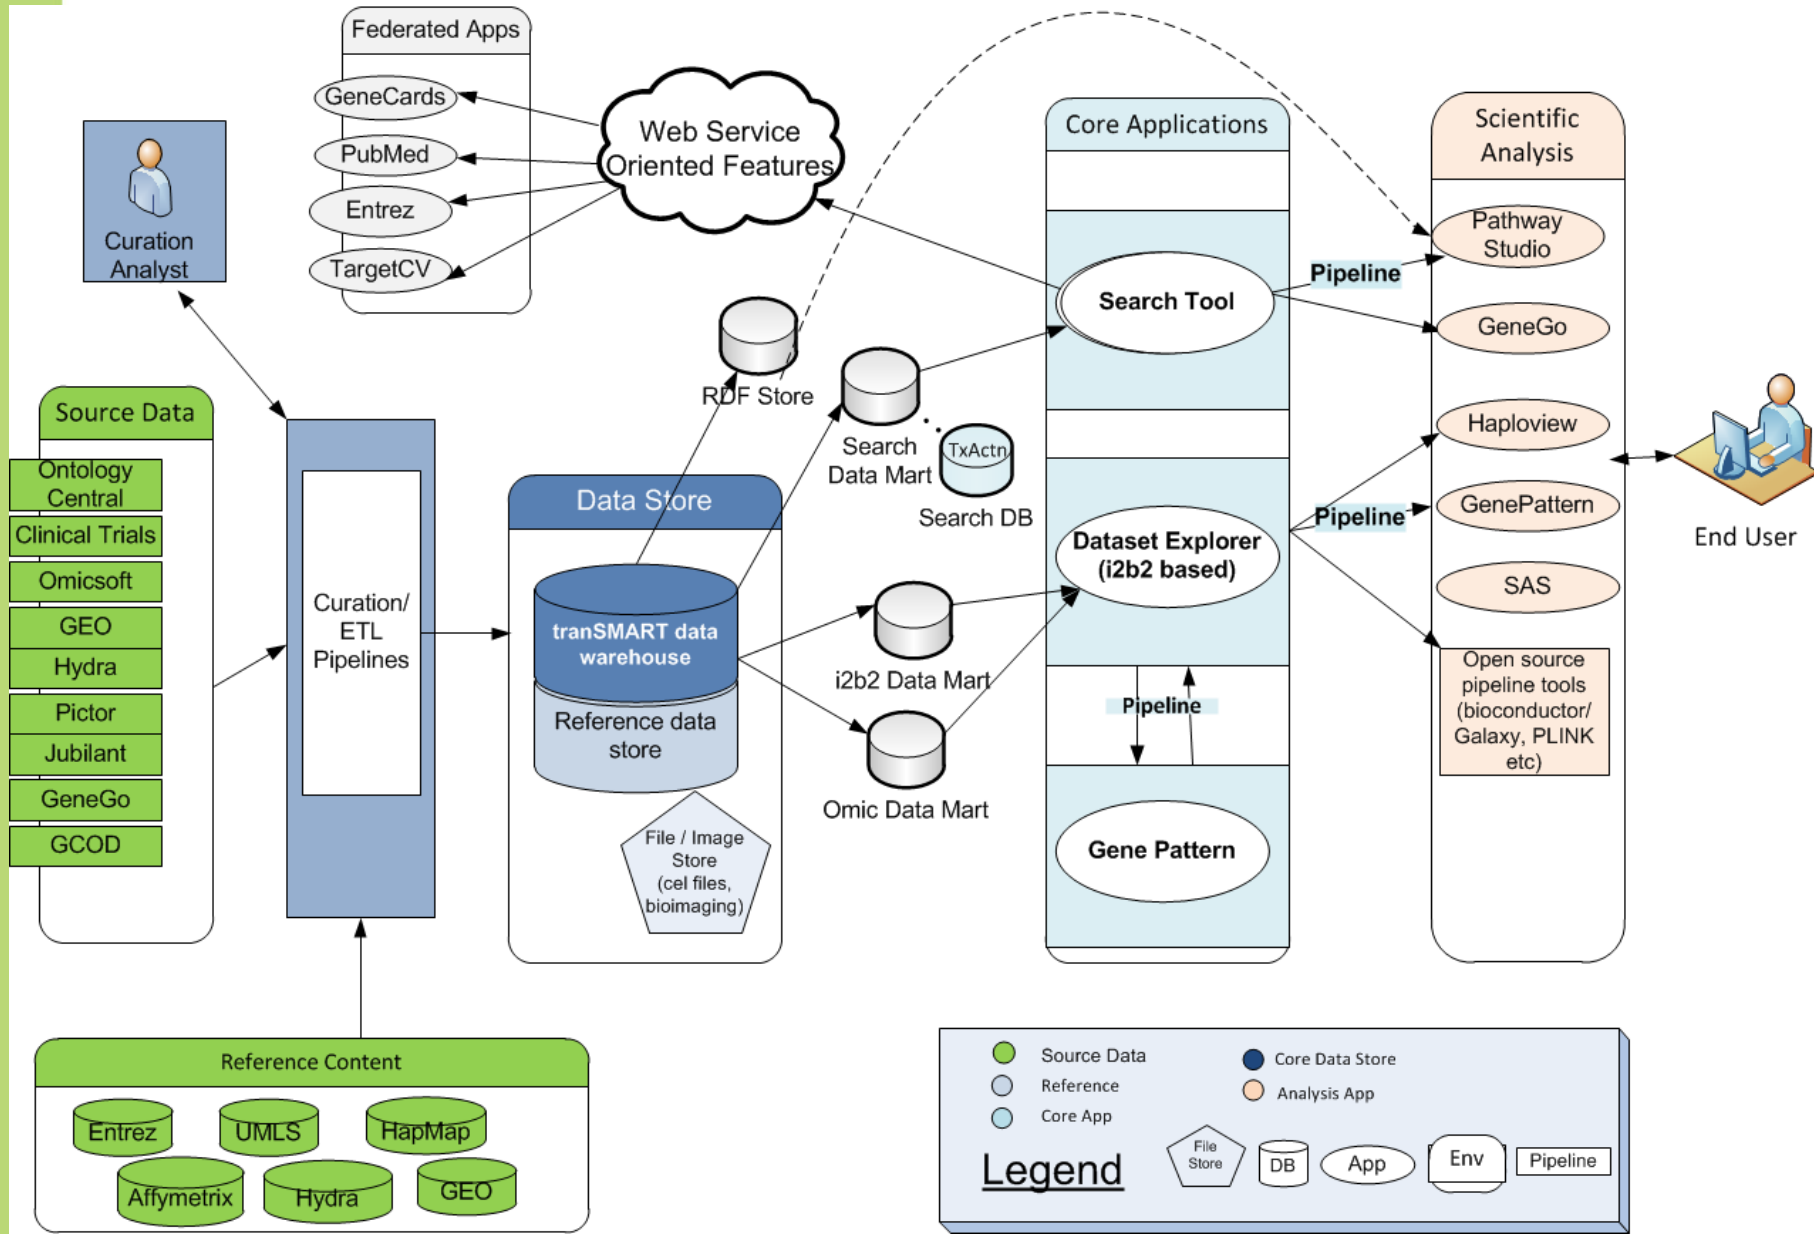 Federated Apps
GeneCards
PubMed
Entrez
TargetCV
Web Service
Oriented Features
Curation
Analyst
Source Data
Ontology
Central
Clinical Trials
Omicsoft
GEO
Hydra
Pictor
Jubilant
GeneGo
GCOD
Curation/
ETL
Pipelines
Data Store
tranSMART data
warehouse
Reference data
store
File / Image
Store
(cel files,
bioimaging)
RDF Store
Search
Data Mart
TxActn
Search DB
i2b2 Data Mart
Omic Data Mart
Core Applications
Search Tool
Dataset Explorer
(i2b2 based)
Pipeline
Gene Pattern
Pipeline
Pipeline
Scientific
Analysis
Pathway
Studio
GeneGo
Haploview
GenePattern
SAS
Open source
pipeline tools
(bioconductor/
Galaxy, PLINK
etc)
End User
Reference Content
Entrez
UMLS
HapMap
Affymetrix
Hydra
GEO
Source Data
Reference
Core App
Core Data Store
Analysis App
Legend
File
Store
DB
App
Env
Pipeline